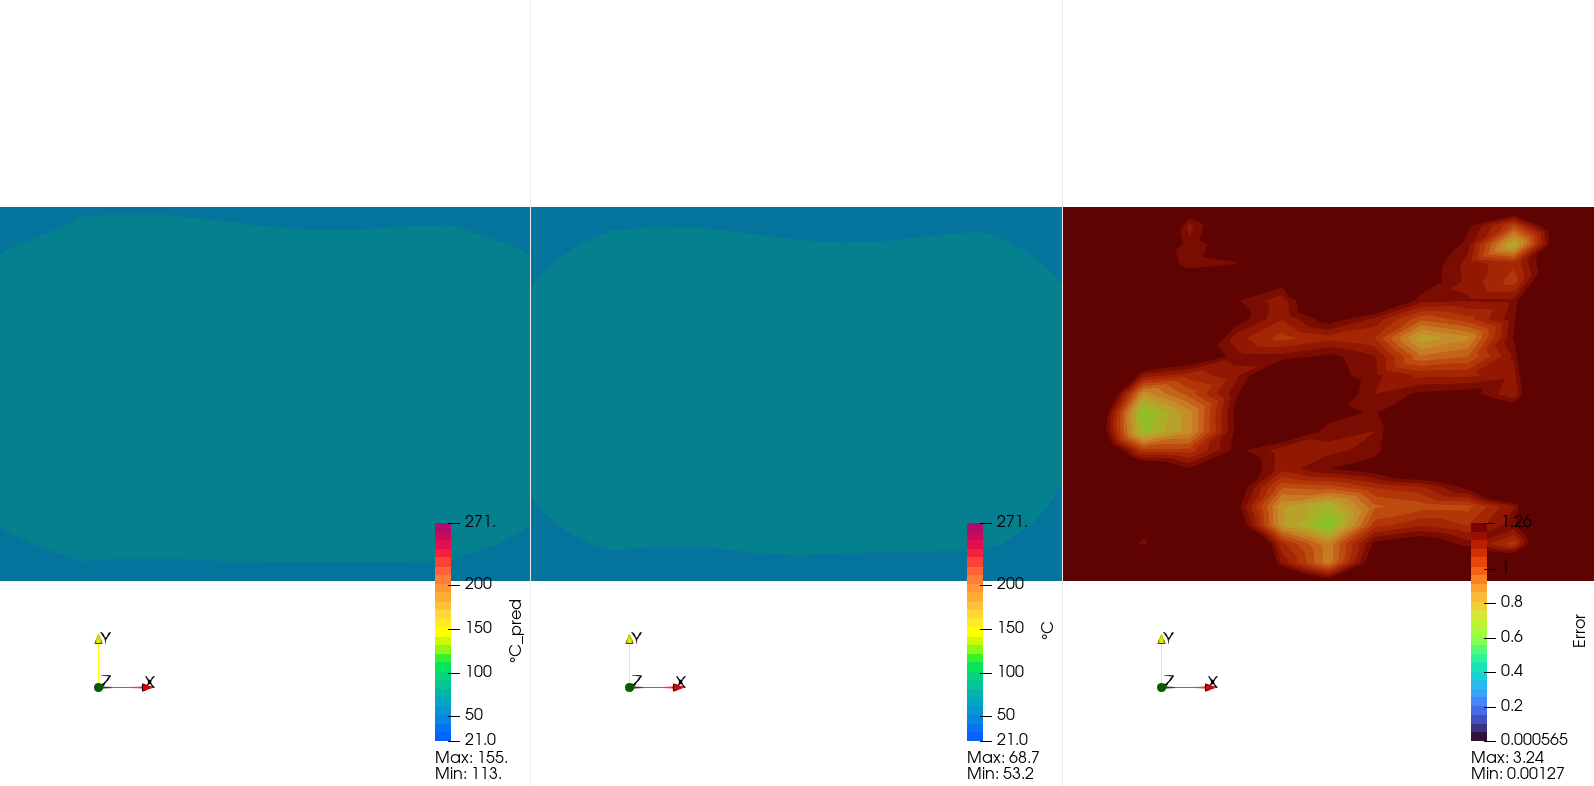 271.
200
150
100
50
21.0
°C_pred
Max: 155.
Min: 113.
Y
Z
X
271.
200
150
100
50
21.0
°C
Max: 68.7
Min: 53.2
Y
Z
X
1.26
1
0.8
0.6
0.4
0.2
0.000565
Error
Max: 3.24
Min: 0.00127
Y
Z
X